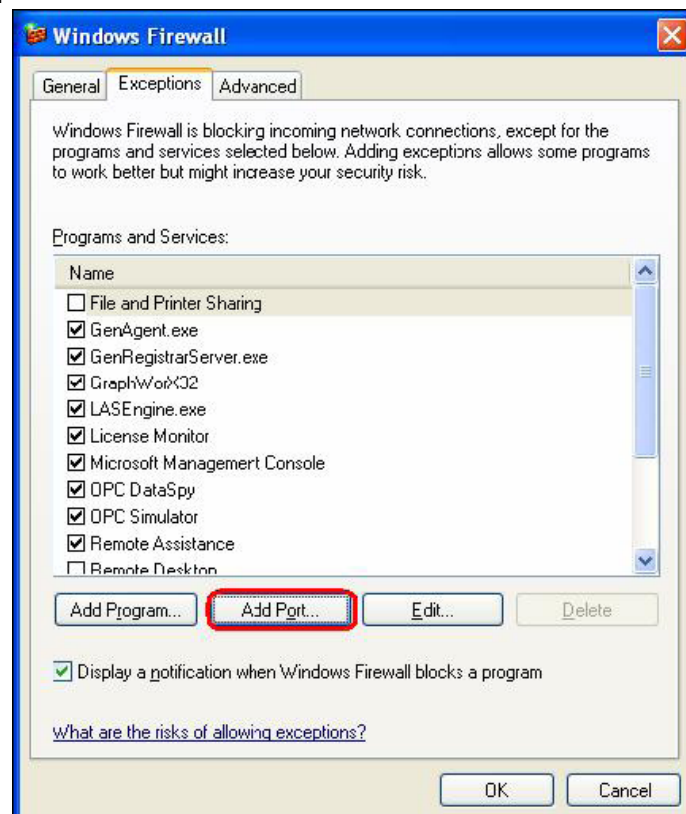 Windows Firewall
General Exceptions Advanced
Windows Firewall is blocking incoming network connections, except for the
programs and services selected below. Adding exceptions allows some programs
to work better but might increase your security risk.
Programs and Services:
Name
File and Printer Sharing
GenAgent.exe
GenRegistrarServer.exe
GraphWorX32
LASEngine.exe
License Monitor
Microsoft Management Console
OPC DataSpy
OPC Simulator
Remote Assistance
Remote Desktop
Add Program... Add Port... Edit... Delete
Display a notification when Windows Firewall blocks a program
What are the risks of allowing exceptions?
OK Cancel